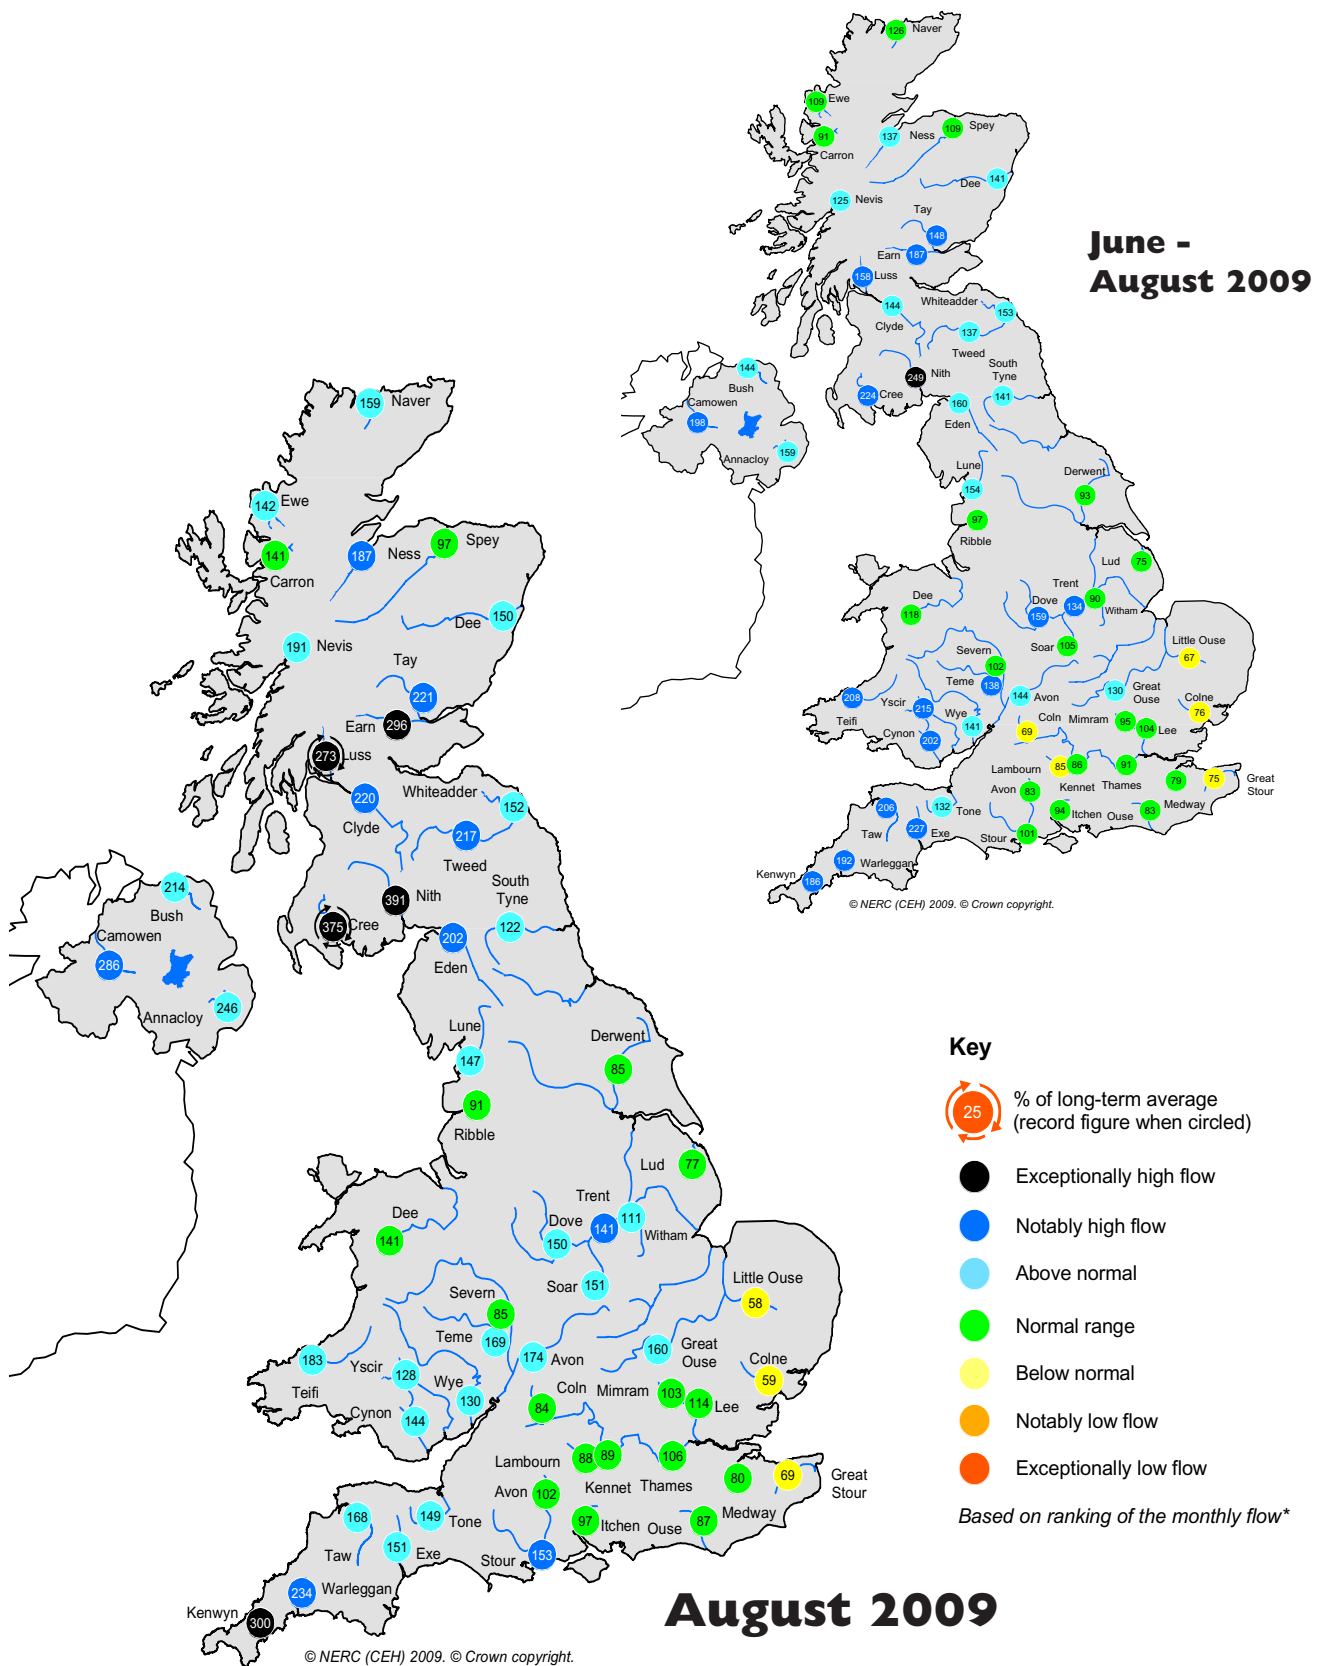 126 Naver
109 Ewe
91
Carron
137 Ness
109 Spey
Dee 141
125 Nevis
Tay
148
Earn 187
158 Luss
June -
August 2009
144
Clyde
Whiteadder
153
137
Tweed
South
Tyne
141
249 Nith
224 Cree
160
Eden
144
Bush
Camowen
198
Annacloy 159
Lune
154
97
Ribble
Derwent
93
Lud 75
Dee
118
Trent
Dove 134 90
159 Witham
Soar 105
Little Ouse
67
Severn
102
Teme 138
208
Teifi
Yscir 215
Wye
141
Cynon 202
144 Avon
130 Great
Ouse
Colne
76
Coln
69
Mimram 95
104 Lee
Lambourn 85 86
Kennet
91
Thames
79
Medway
75 Great
Stour
Avon 83
94 Itchen
Ouse 83
Stour 101
206
Taw
132
Tone
227 Exe
192 Warleggan
Kenwyn
186
© NERC (CEH) 2009. © Crown copyright.
159 Naver
142 Ewe
141
Carron
187 Ness
97 Spey
Dee 150
191 Nevis
Tay
221
Earn 296
273 Luss
220
Clyde
Whiteadder
152
217
Tweed
South
Tyne
122
391 Nith
375 Cree
202
Eden
214
Bush
Camowen
286
Annacloy
246
Lune
147
91
Ribble
Derwent
85
Lud 77
Dee
141
Trent
Dove 141 111
150 Witham
Soar 151
Little Ouse
58
Severn
85
Teme 169
183
Teifi
Yscir 128
Wye 130
Cynon 144
174 Avon
160 Great
Ouse
Colne
59
Coln
84
Mimram 103
114 Lee
Lambourn 88 89
Kennet
106
Thames
80
Medway
69 Great
Stour
Avon 102
97 Itchen
Ouse 87
Stour 153
168
Taw
149 Tone
151 Exe
234 Warleggan
Kenwyn
300
© NERC (CEH) 2009. © Crown copyright.
August 2009
Key
25 % of long-term average
(record figure when circled)
Exceptionally high flow
Notably high flow
Above normal
Normal range
Below normal
Notably low flow
Exceptionally low flow
Based on ranking of the monthly flow*